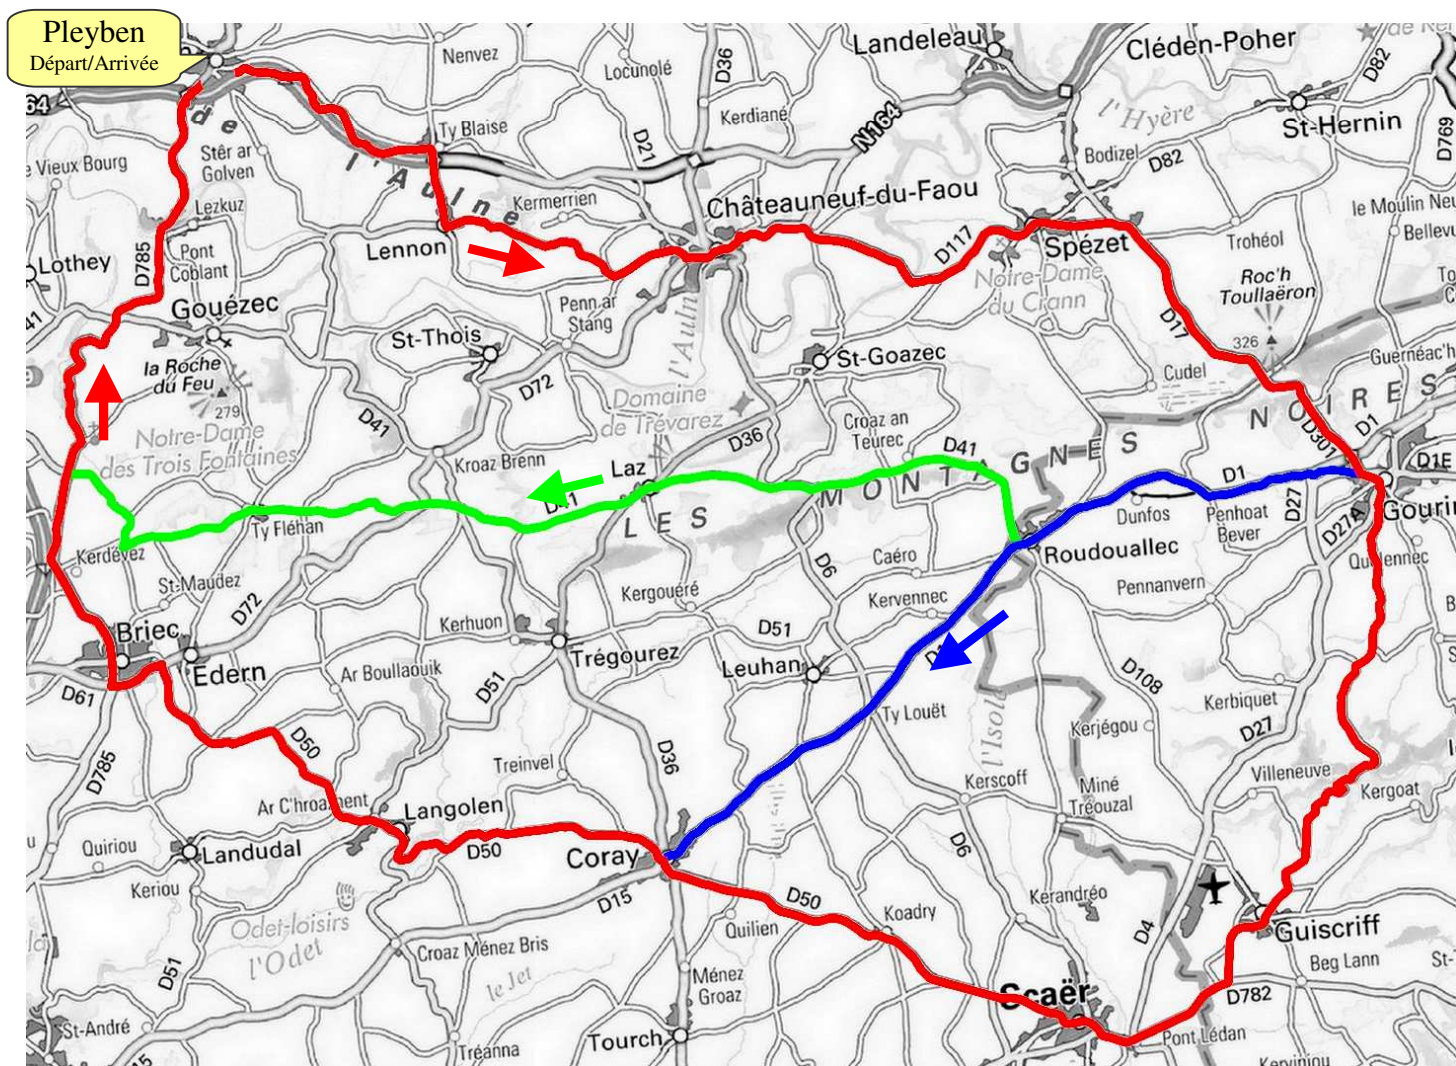 Pleyben
Départ/Arrivée
Nenvez
Locunolé
D36
Landeleau
Cléden-Poher
D82
64
de
Kerdiané
N164
l'Hyère
St-Hernin
D769
Ty Blaise
D21
Stêr ar
Golven
Bodizel
D82
Vieux Bourg
l'Aulne
Lezkuz
Kermerrien
Châteauneuf-du-Faou
le Moulin Neu
Lennon
D117
Spézet
Trohéol
Bellevu
Lothey
D785
Pont
Coblant
Notre-Dame
du Crann
Roc'h
Toullaëron
41
Gouézec
Penn ar
Stang
l'Auln
D17
326
St-Thois
St-Goazec
Guernéac'h
la Roche
du Feu
D72
Cudel
279
Domaine
de Trévarez
Croaz an
Teurec
NOIRES
D1
Notre-Dame
des Trois Fontaines
D41
D36
D41
D301
Kroaz Brenn
Laz
D1
D1E
D41
LES MONTAGNES
Dunfos
Penhoat
Bever
D27
D27A
Gourin
Ty Fléhan
Kerdévez
Roudouallec
Caéro
St-Maudez
Kergouéré
D6
Kervennec
Pennanvern
D72
Briec
Kerhuon
D51
Edern
Trégourez
Leuhan
D61
Ar Boullaouik
D51
D108
Kerbiquet
Ty Louët
l'Isole
Kerjégou
D27
D50
D785
Treinvel
D36
Kerscoff
Miné
Tréouzal
Villeneuve
Kergoat
Langolen
Quiriou
Landudal
D50
Coray
D6
Keriou
D15
D50
Kerandréo
Odet-loisirs
l'Odet
Quilien
Koadry
D4
Guiscriff
Croaz Ménez Bris
Beg Lann
D51
le Jet
Ménez
Groaz
Scaër
D782
St-André
Tourch
Pont Lédan
Tréanna
15